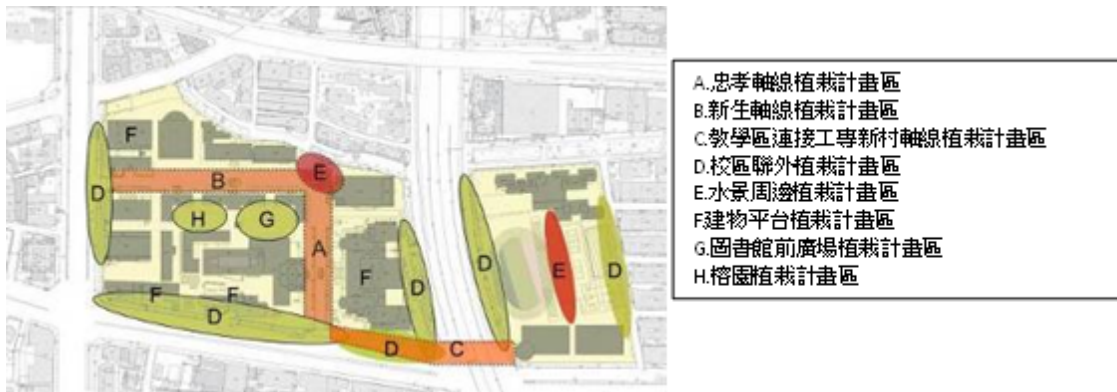 F
D
B
E
H
G
A
F
D
D
E
D
F
F
D
D
C
A.忠孝軸線植栽計畫區
B.新生軸線植栽計畫區
C.教學區連接工專新村軸線植栽計畫區
D.校區聯外植栽計畫區
E.水景周邊植栽計畫區
F.建物平台植栽計畫區
G.圖書館前廣場植栽計畫區
H.榕園植栽計畫區